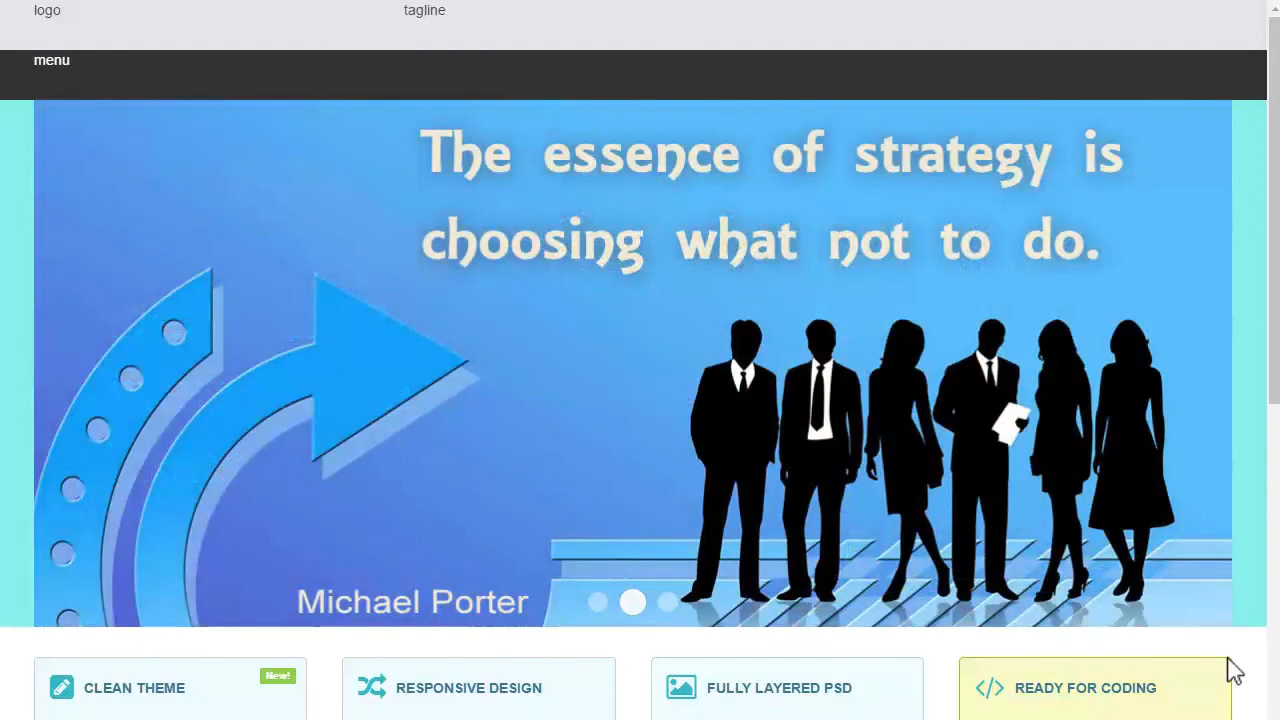 logo
tagline
menu
The essence of strategy is
choosing what not to do.
Michael Porter
CLEAN THEME
New!
RESPONSIVE DESIGN
FULLY LAYERED PSD
READY FOR CODING